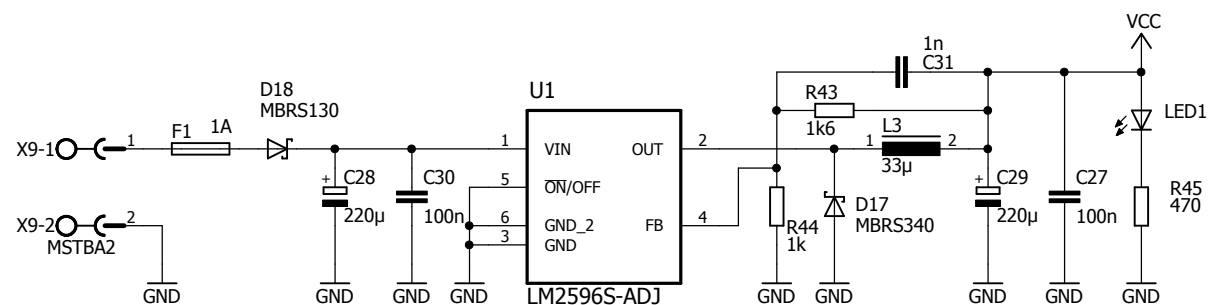 VCC
1n
C31
D18
MBRS130
U1
R43
1k6
LED1
X9-1
1
F1
1A
1
VIN
OUT
2
1
L3
2
33µ
+
C28
220µ
C30
100n
5
ON/OFF
+
C29
220µ
C27
100n
R45
470
X9-2
2
MSTBA2
6
GND_2
3
GND
FB
4
R44
1k
D17
MBRS340
GND
GND
GND
GND
LM2596S-ADJ
GND
GND
GND
GND
GND